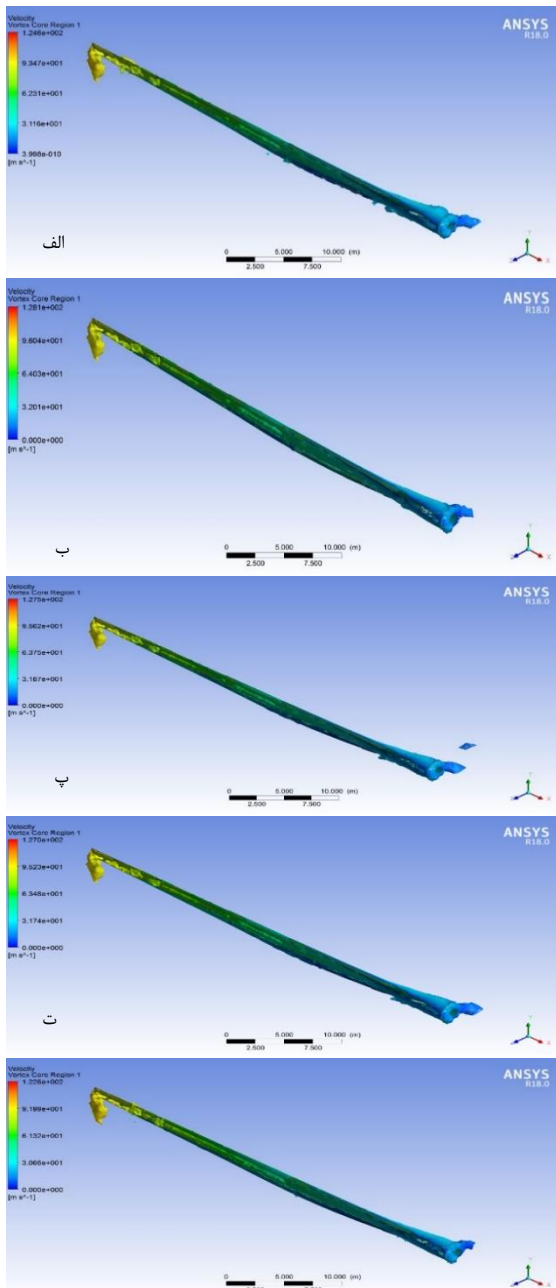 Velocity
Vortex Core Region 1
1.246e+002
9.347e+001
6.231e+001
3.116e+001
3.998e-010
[m s^-1]
ANSYS
R18.0
الف
0 5.000 10.000 (m)
2.500 7.500
Y
X
Z
Velocity
Vortex Core Region 1
1.281e+002
9.604e+001
6.403e+001
3.201e+001
0.000e+000
[m s^-1]
ANSYS
R18.0
ب
0 5.000 10.000 (m)
2.500 7.500
Y
X
Z
Velocity
Vortex Core Region 1
1.275e+002
9.562e+001
6.375e+001
3.187e+001
0.000e+000
[m s^-1]
ANSYS
R18.0
پ
0 5.000 10.000 (m)
2.500 7.500
Y
X
Z
Velocity
Vortex Core Region 1
1.270e+002
9.523e+001
6.348e+001
3.174e+001
0.000e+000
[m s^-1]
ANSYS
R18.0
ت
0 5.000 10.000 (m)
2.500 7.500
Y
X
Z
Velocity
Vortex Core Region 1
1.226e+002
9.199e+001
6.132e+001
3.066e+001
0.000e+000
[m s^-1]
ANSYS
R18.0
0 5.000 10.000 (m)
2.500 7.500
Y
X
Z